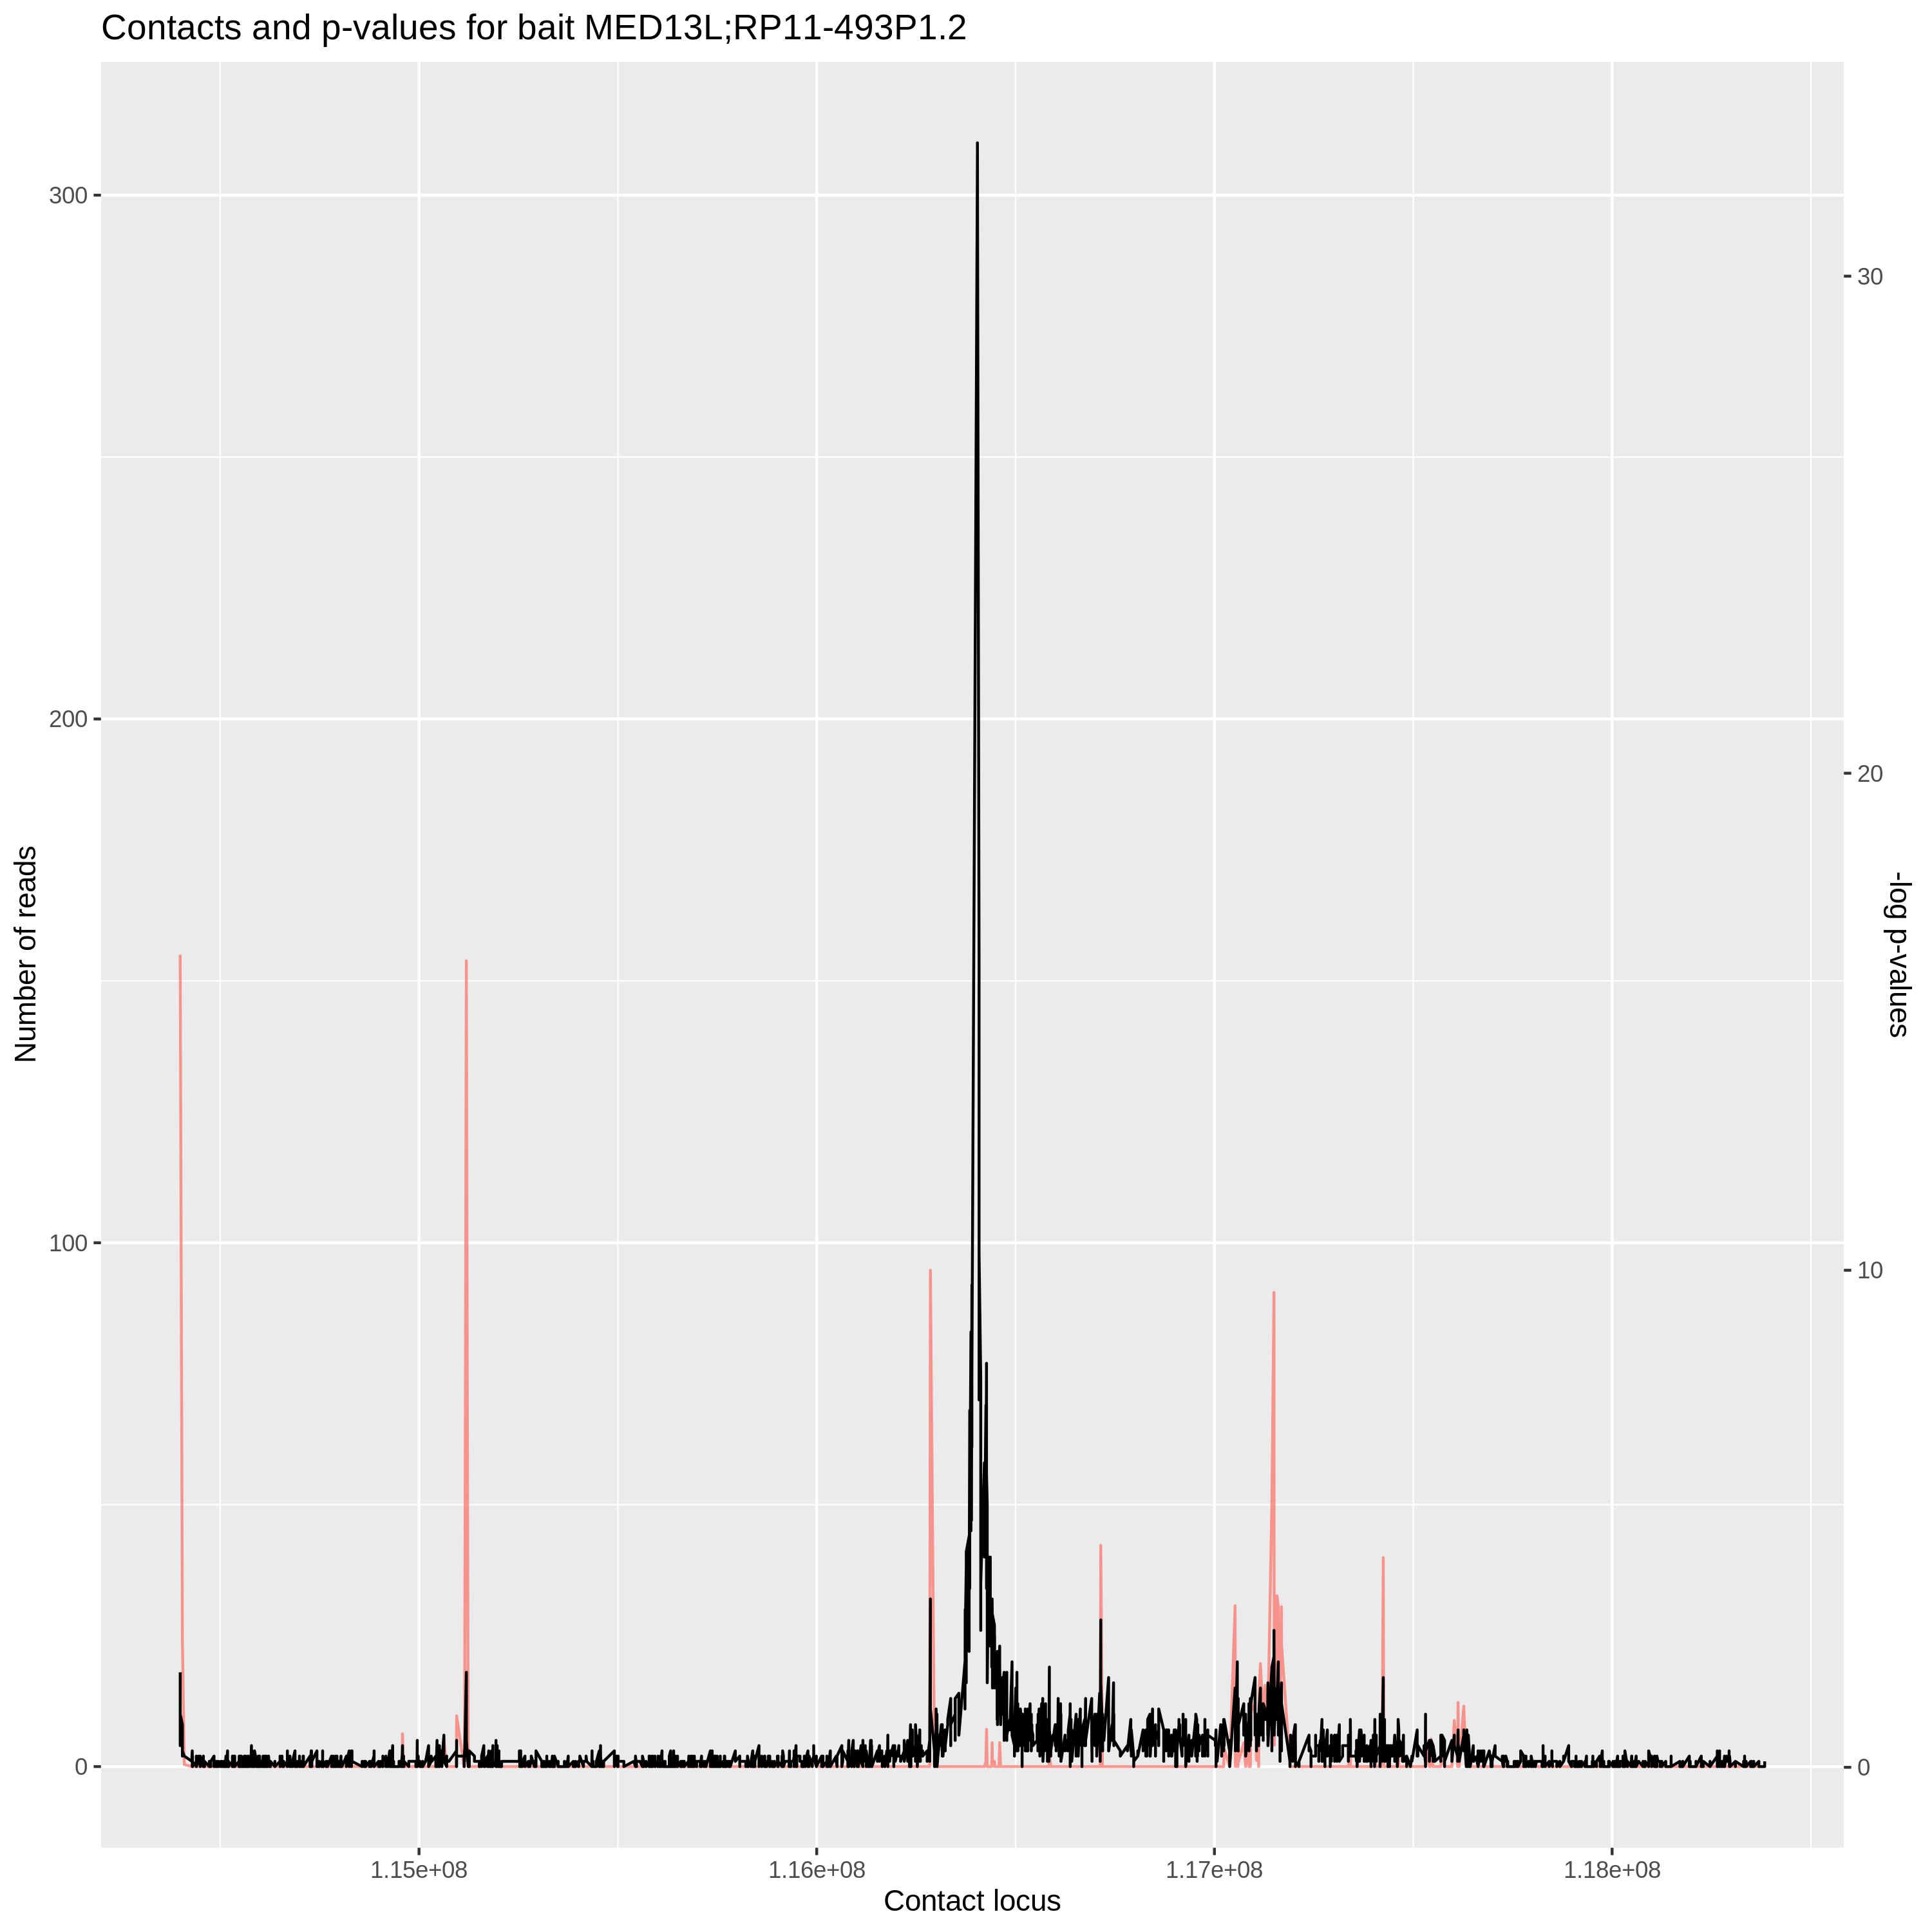 Contacts and p-values for bait MED13L;RP11-493P1.2
300
200
100
0
30
20
10
0
Number of reads
-log p-values
1.15e+08 1.16e+08 1.17e+08 1.18e+08
Contact locus